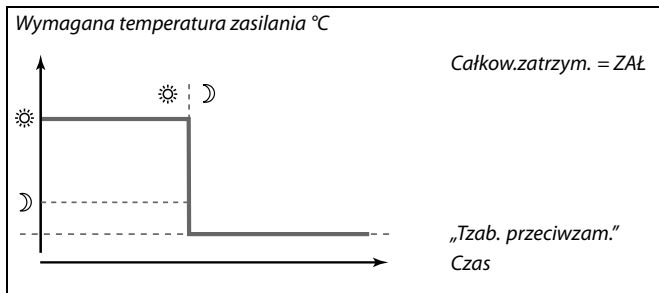 Wymagana temperatura zasilania °C
Całkow.zatrzym. = ZAŁ
„Tzab. przeciwzam.”
Czas